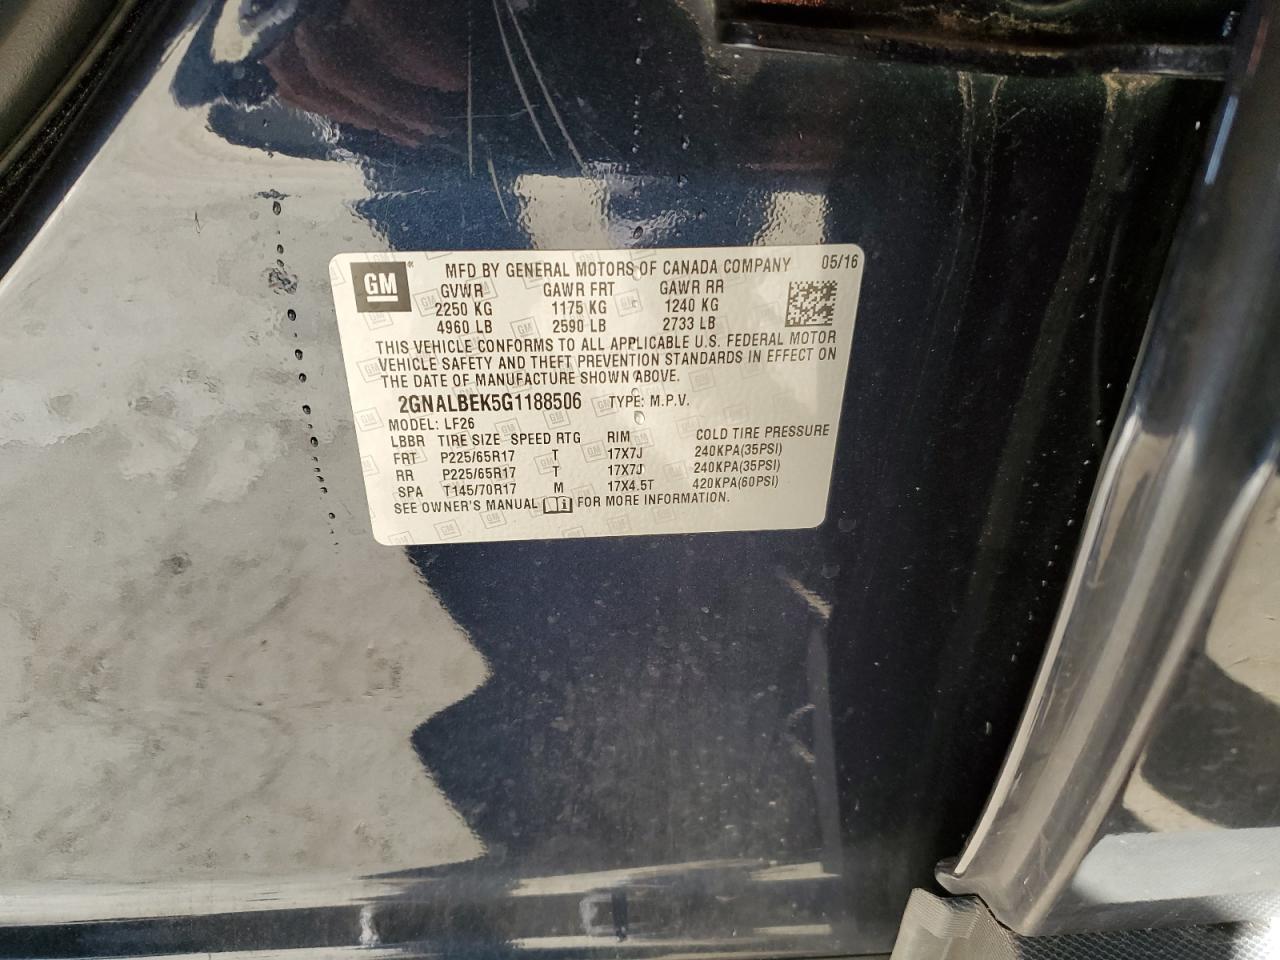 GM
MFD BY GENERAL MOTORS OF CANADA COMPANY 05/16
GVWR GAWR FRT GAWR RR
2250 KG 1175 KG 1240 KG
4960 LB 2590 LB 2733 LB
THIS VEHICLE CONFORMS TO ALL APPLICABLE U.S. FEDERAL MOTOR
VEHICLE SAFETY AND THEFT PREVENTION STANDARDS IN EFFECT ON
THE DATE OF MANUFACTURE SHOWN ABOVE.
2GNALBEK5G1188506 TYPE: M.P.V.
MODEL: LF26
LBBR TIRE SIZE SPEED RTG RIM COLD TIRE PRESSURE
FRT P225/65R17 T 17X7J 240KPA(35PSI)
RR P225/65R17 T 17X7J 240KPA(35PSI)
SPA T145/70R17 M 17X4.5T 420KPA(60PSI)
SEE OWNER'S MANUAL i FOR MORE INFORMATION.